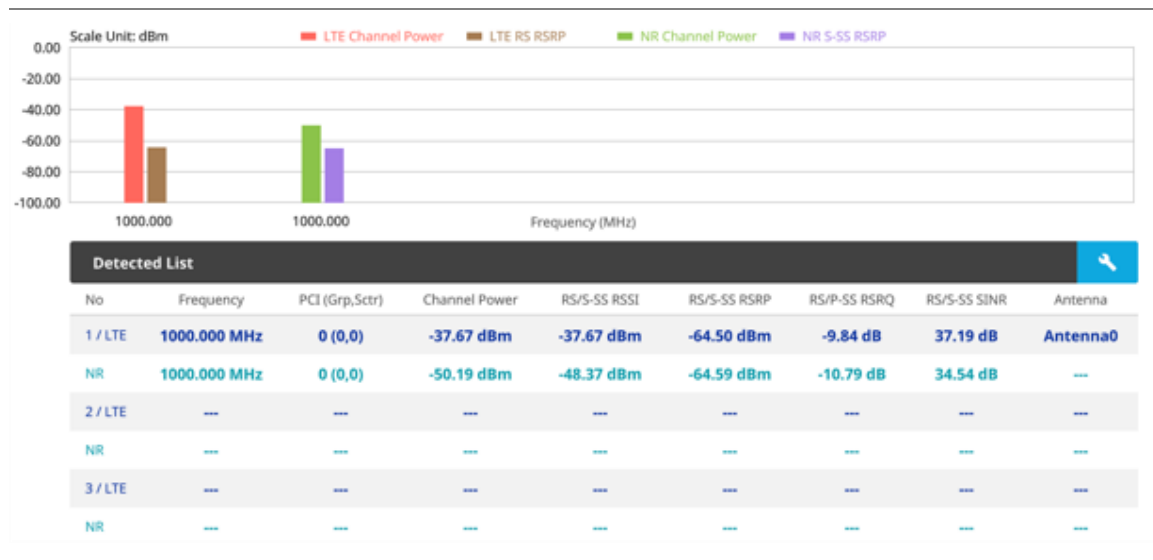 Scale Unit: dBm LTE Channel Power LTE RS RSRP NR Channel Power NR S-SS RSRP
0.00
-20.00
-40.00
-60.00
-80.00
-100.00
1000.000 1000.000 Frequency (MHz)
Detected List
No Frequency PCI (Grp,Sctr) Channel Power RS/S-SS RSSI RS/S-SS RSRP RS/P-SS RSRQ RS/S-SS SINR Antenna
1 / LTE 1000.000 MHz 0 (0,0) -37.67 dBm -37.67 dBm -64.50 dBm -9.84 dB 37.19 dB Antenna0
NR 1000.000 MHz 0 (0,0) -50.19 dBm -48.37 dBm -64.59 dBm -10.79 dB 34.54 dB ---
2 / LTE --- --- --- --- --- --- --- ---
NR --- --- --- --- --- --- --- ---
3 / LTE --- --- --- --- --- --- --- ---
NR --- --- --- --- --- --- --- ---